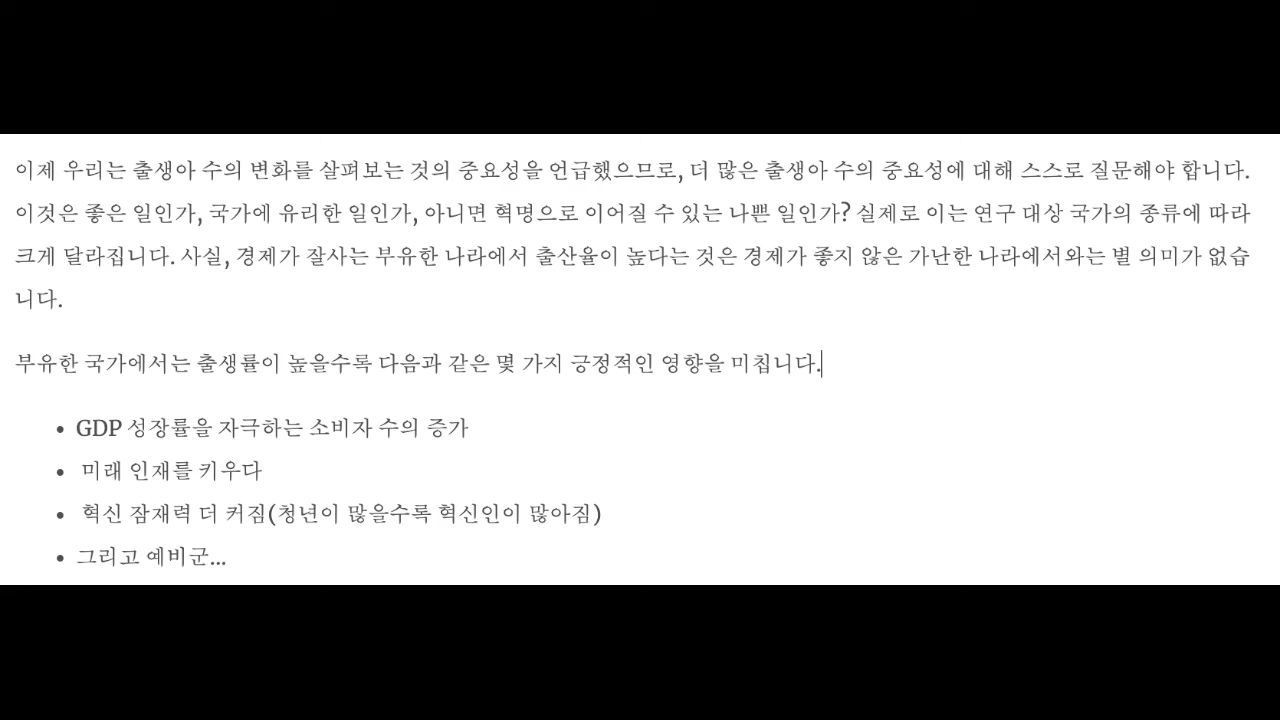 이제 우리는 출생아 수의 변화를 살펴보는 것의 중요성을 언급했으므로, 더 많은 출생아 수의 중요성에 대해 스스로 질문해야 합니다.
이것은 좋은 일인가, 국가에 유리한 일인가, 아니면 혁명으로 이어질 수 있는 나쁜 일인가? 실제로 이는 연구 대상 국가의 종류에 따라
크게 달라집니다. 사실, 경제가 잘사는 부유한 나라에서 출산율이 높다는 것은 경제가 좋지 않은 가난한 나라에서와는 별 의미가 없습
니다.
부유한 국가에서는 출생률이 높을수록 다음과 같은 몇 가지 긍정적인 영향을 미칩니다.
• GDP 성장률을 자극하는 소비자 수의 증가
• 미래 인재를 키우다
• 혁신 잠재력 더 커짐(청년이 많을수록 혁신인이 많아짐)
• 그리고 예비군...